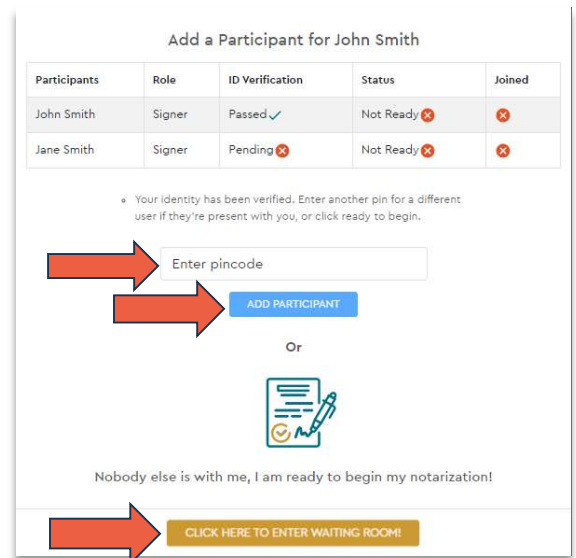 Add a Participant for John Smith
Participants Role ID Verification Status Joined
John Smith Signer Passed Not Ready
Jane Smith Signer Pending Not Ready
Your identity has been verified. Enter another pin for a different
user if they're present with you, or click ready to begin.
Enter pincode
ADD PARTICIPANT
Or
Nobody else is with me, I am ready to begin my notarization!
CLICK HERE TO ENTER WAITING ROOM!